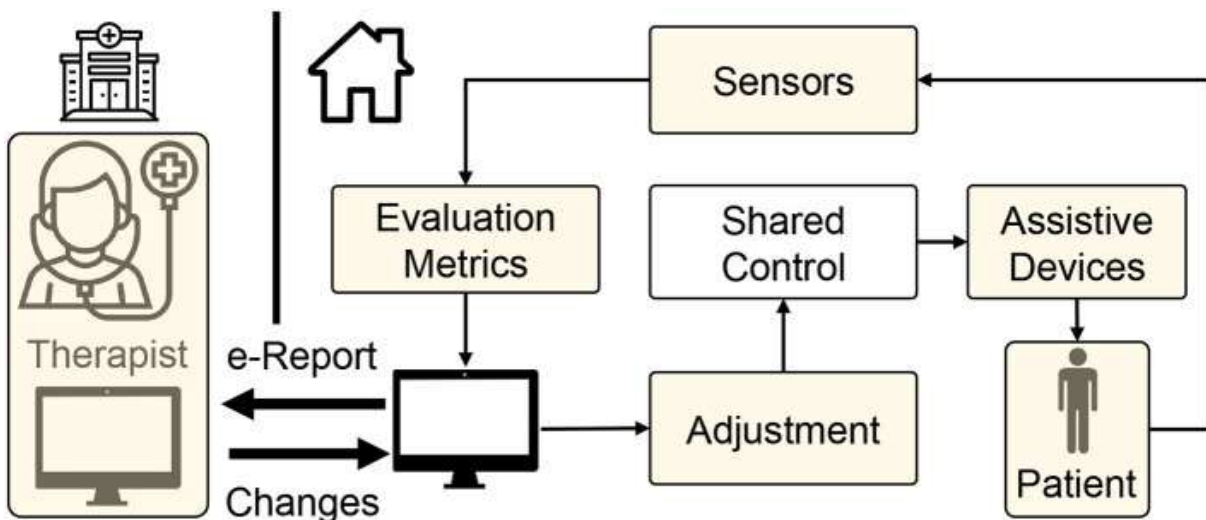 Sensors
Evaluation
Metrics
Shared
Control
Assistive
Devices
Therapist
e-Report
Adjustment
Changes
Patient